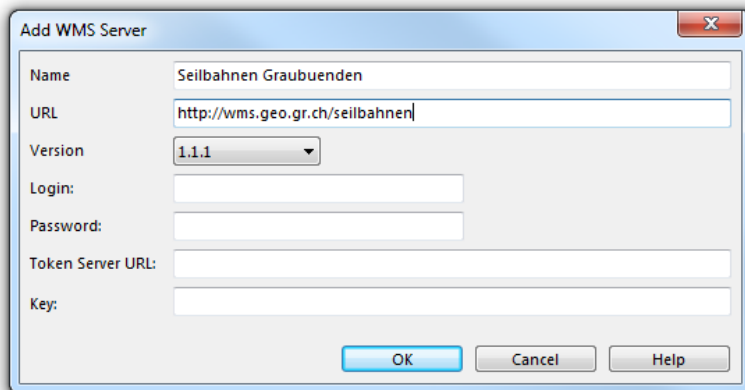 Add WMS Server
Name Seilbahnen Graubuenden
URL http://wms.geo.gr.ch/seilbahnen
Version 1.1.1
Login:
Password:
Token Server URL:
Key:
OK Cancel Help